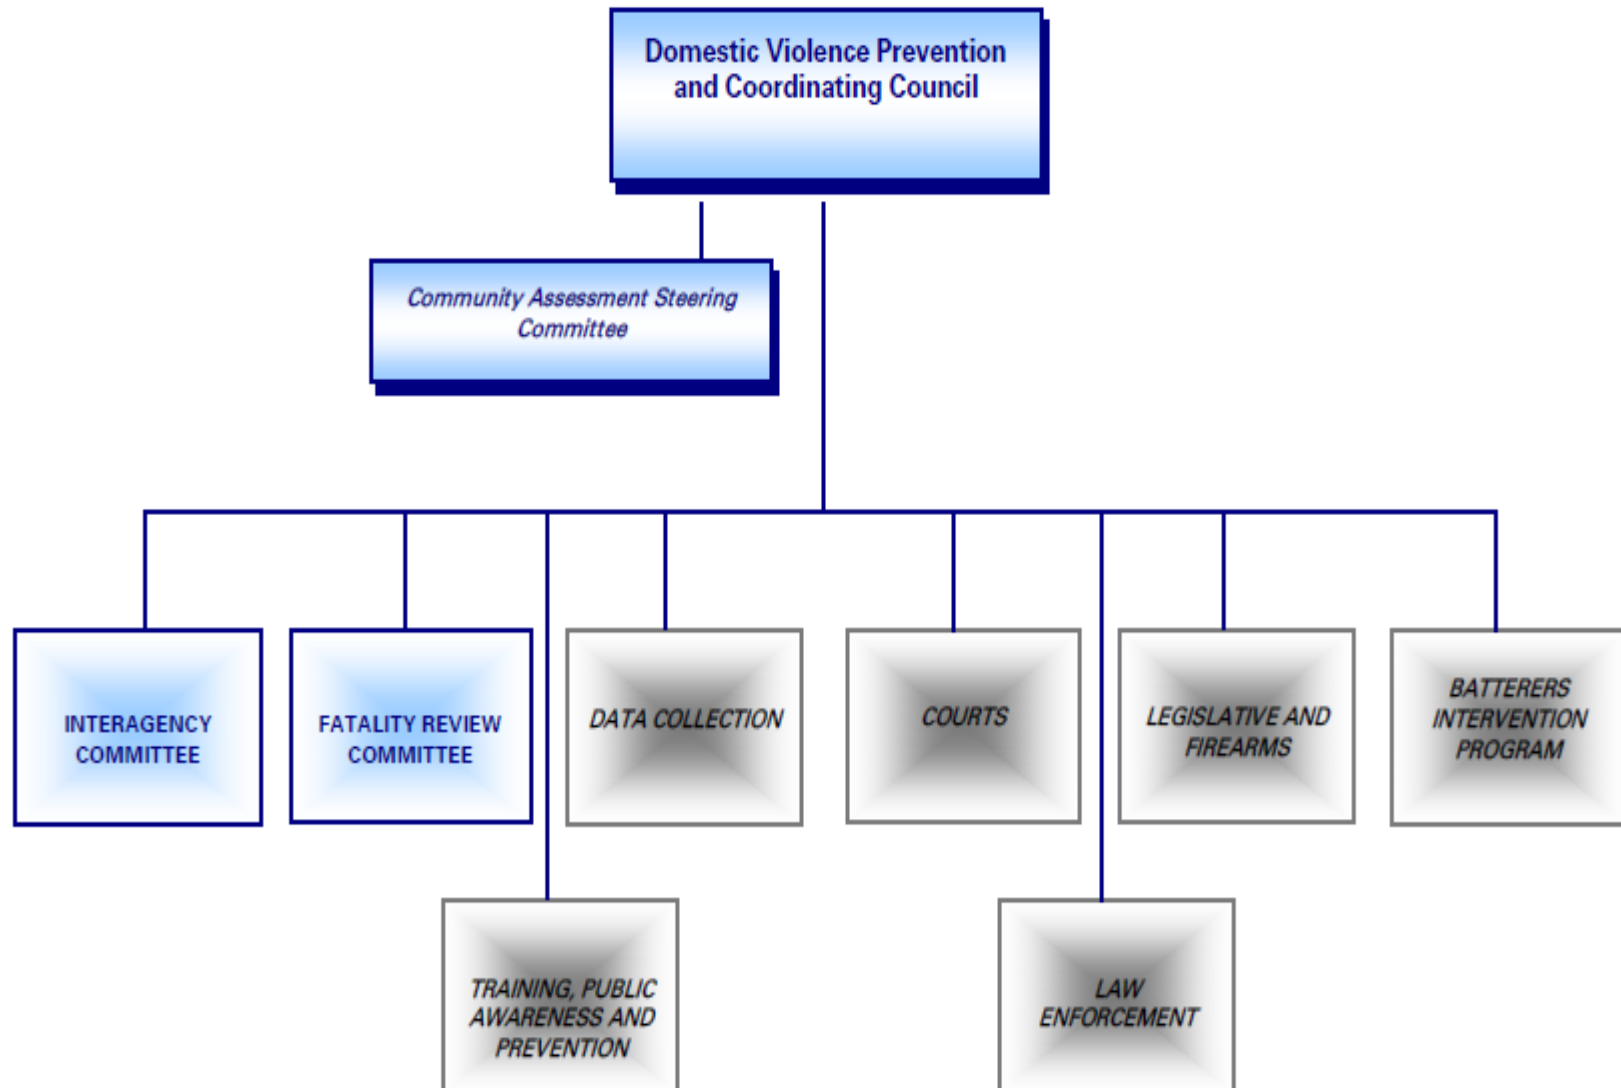 Domestic Violence Prevention
and Coordinating Council
Community Assessment Steering
Committee
INTERAGENCY
COMMITTEE
FATALITY REVIEW
COMMITTEE
DATA COLLECTION
COURTS
LEGISLATIVE AND
FIREARMS
BATTERERS
INTERVENTION
PROGRAM
TRAINING, PUBLIC
AWARENESS AND
PREVENTION
LAW
ENFORCEMENT